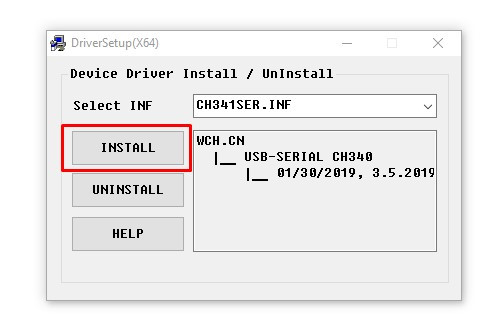 DriverSetup(X64)
Device Driver Install / UnInstall
Select INF
CH341SER.INF
INSTALL
UNINSTALL
HELP
WCH.CN
|__ USB-SERIAL CH340
|__ 01/30/2019, 3.5.2019